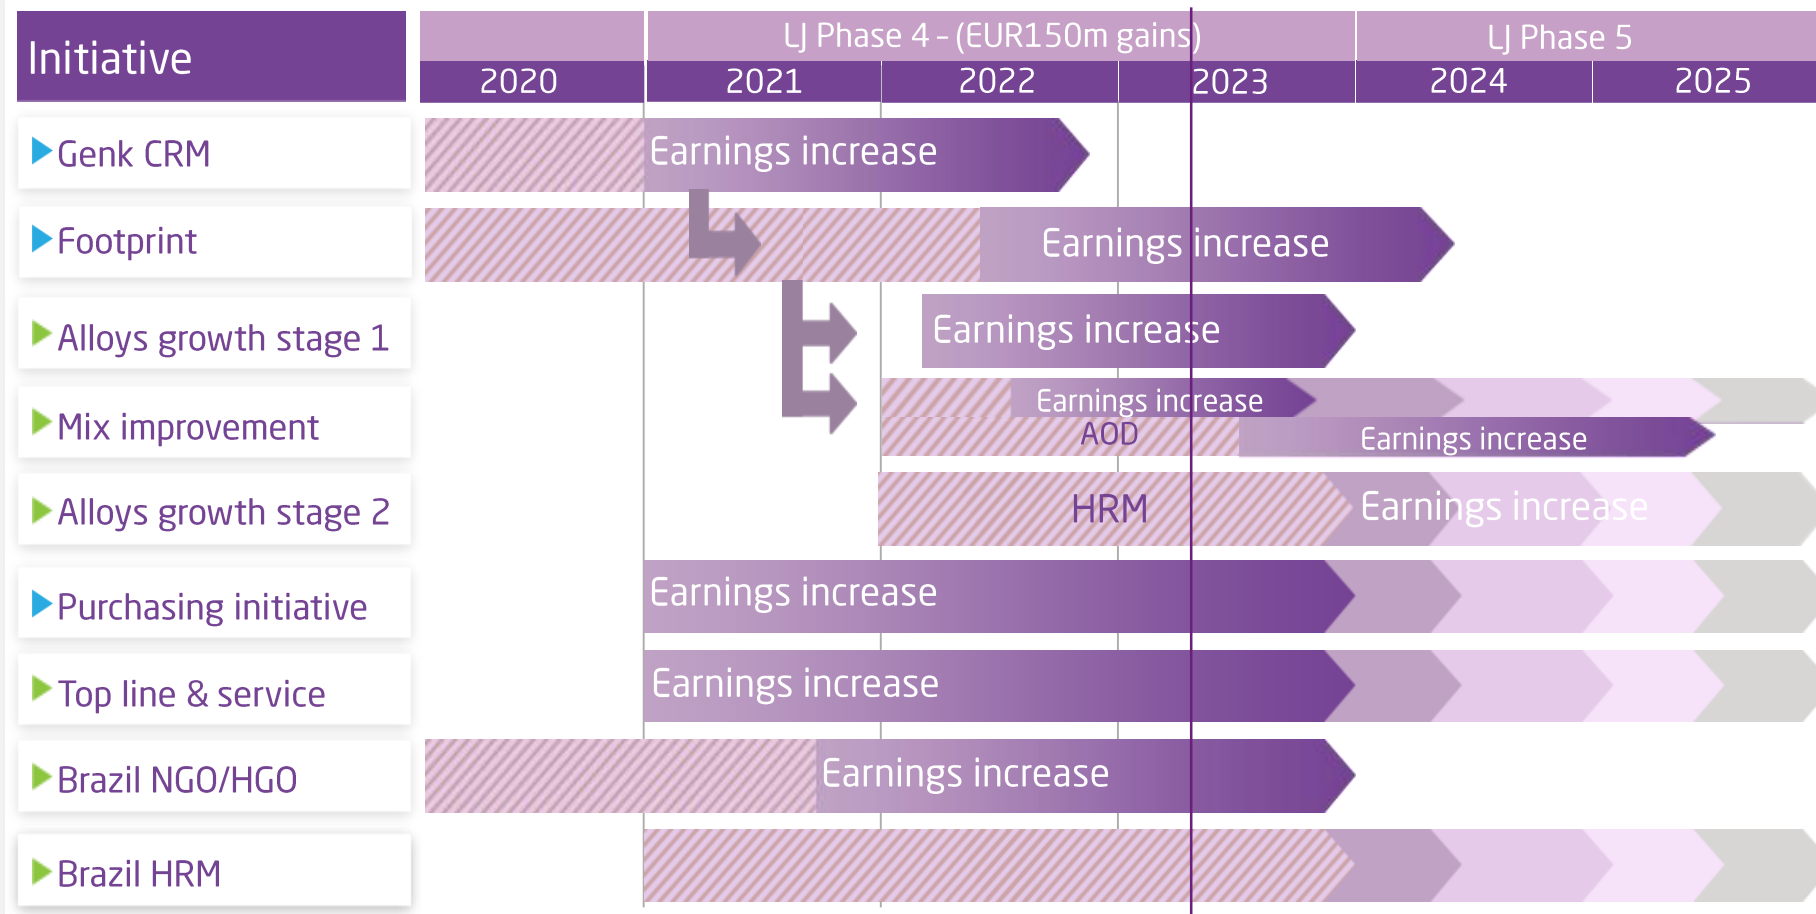 Initiative
LJ Phase 4 – (EUR150m gains)
LJ Phase 5
2020
2021
2022
2023
2024
2025
Genk CRM
Earnings increase
Footprint
Earnings increase
Alloys growth stage 1
Earnings increase
Mix improvement
Earnings increase
AOD
Earnings increase
Alloys growth stage 2
HRM
Earnings increase
Purchasing initiative
Earnings increase
Top line & service
Earnings increase
Brazil NGO/HGO
Earnings increase
Brazil HRM